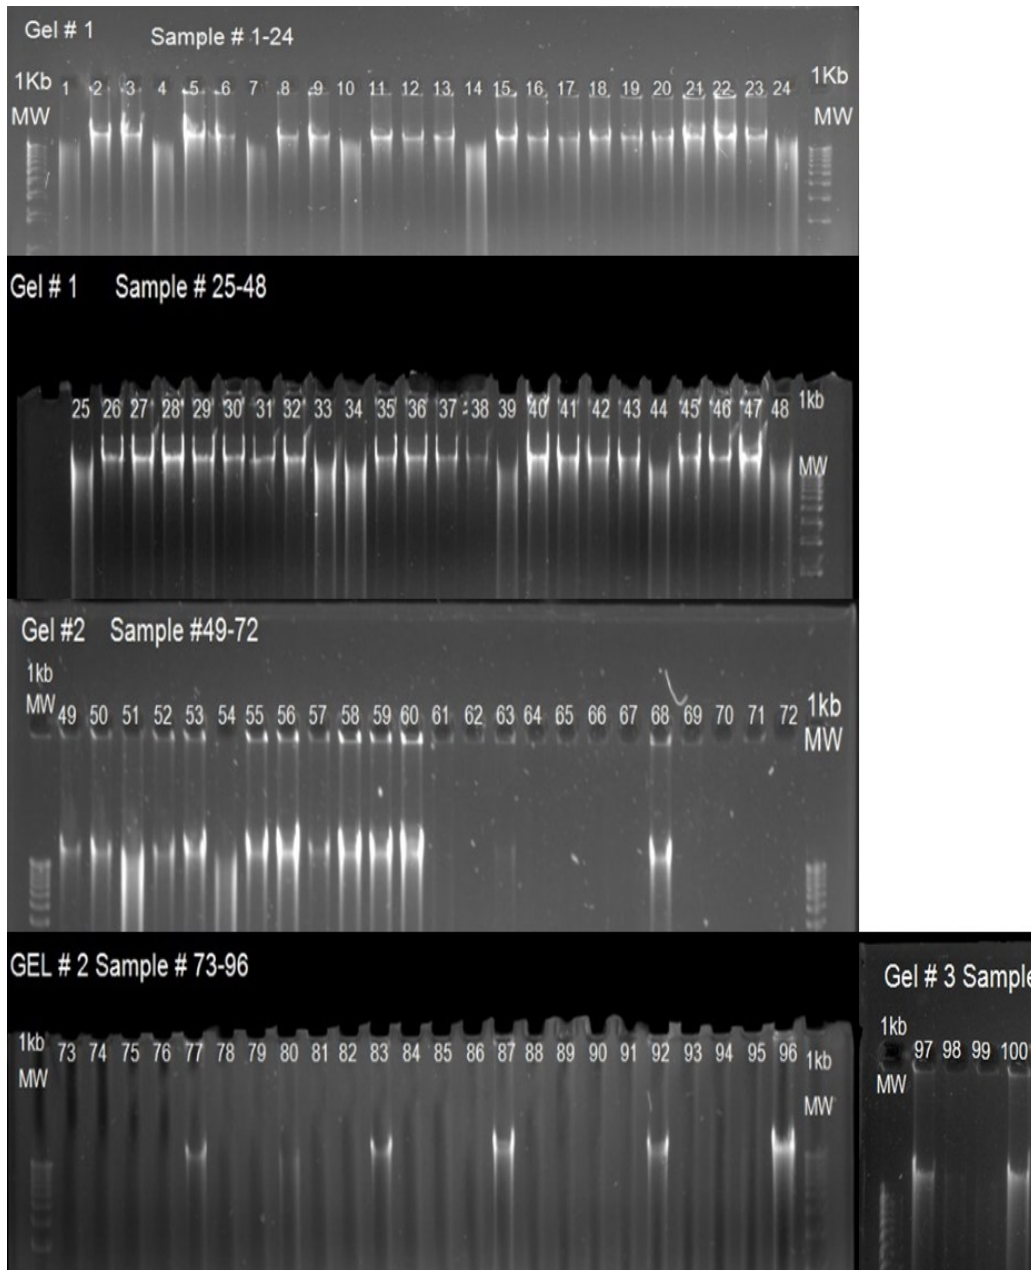 Gel # 1 Sample # 1-24
1Kb 1 2 3 4 5 6 7 8 9 10 11 12 13 14 15 16 17 18 19 20 21 22 23 24 1Kb
MW MW
Gel # 1 Sample # 25-48
25 26 27 28 29 30 31 32 33 34 35 36 37 38 39 40 41 42 43 44 45 46 47 48 1kb
MW
Gel #2 Sample #49-72
1kb
MW 49 50 51 52 53 54 55 56 57 58 59 60 61 62 63 64 65 66 67 68 69 70 71 72 1kb
MW
GEL # 2 Sample # 73-96
1kb 73 74 75 76 77 78 79 80 81 82 83 84 85 86 87 88 89 90 91 92 93 94 95 96 1kb
MW MW
Gel # 3 Sample
1kb
97 98 99 100
MW